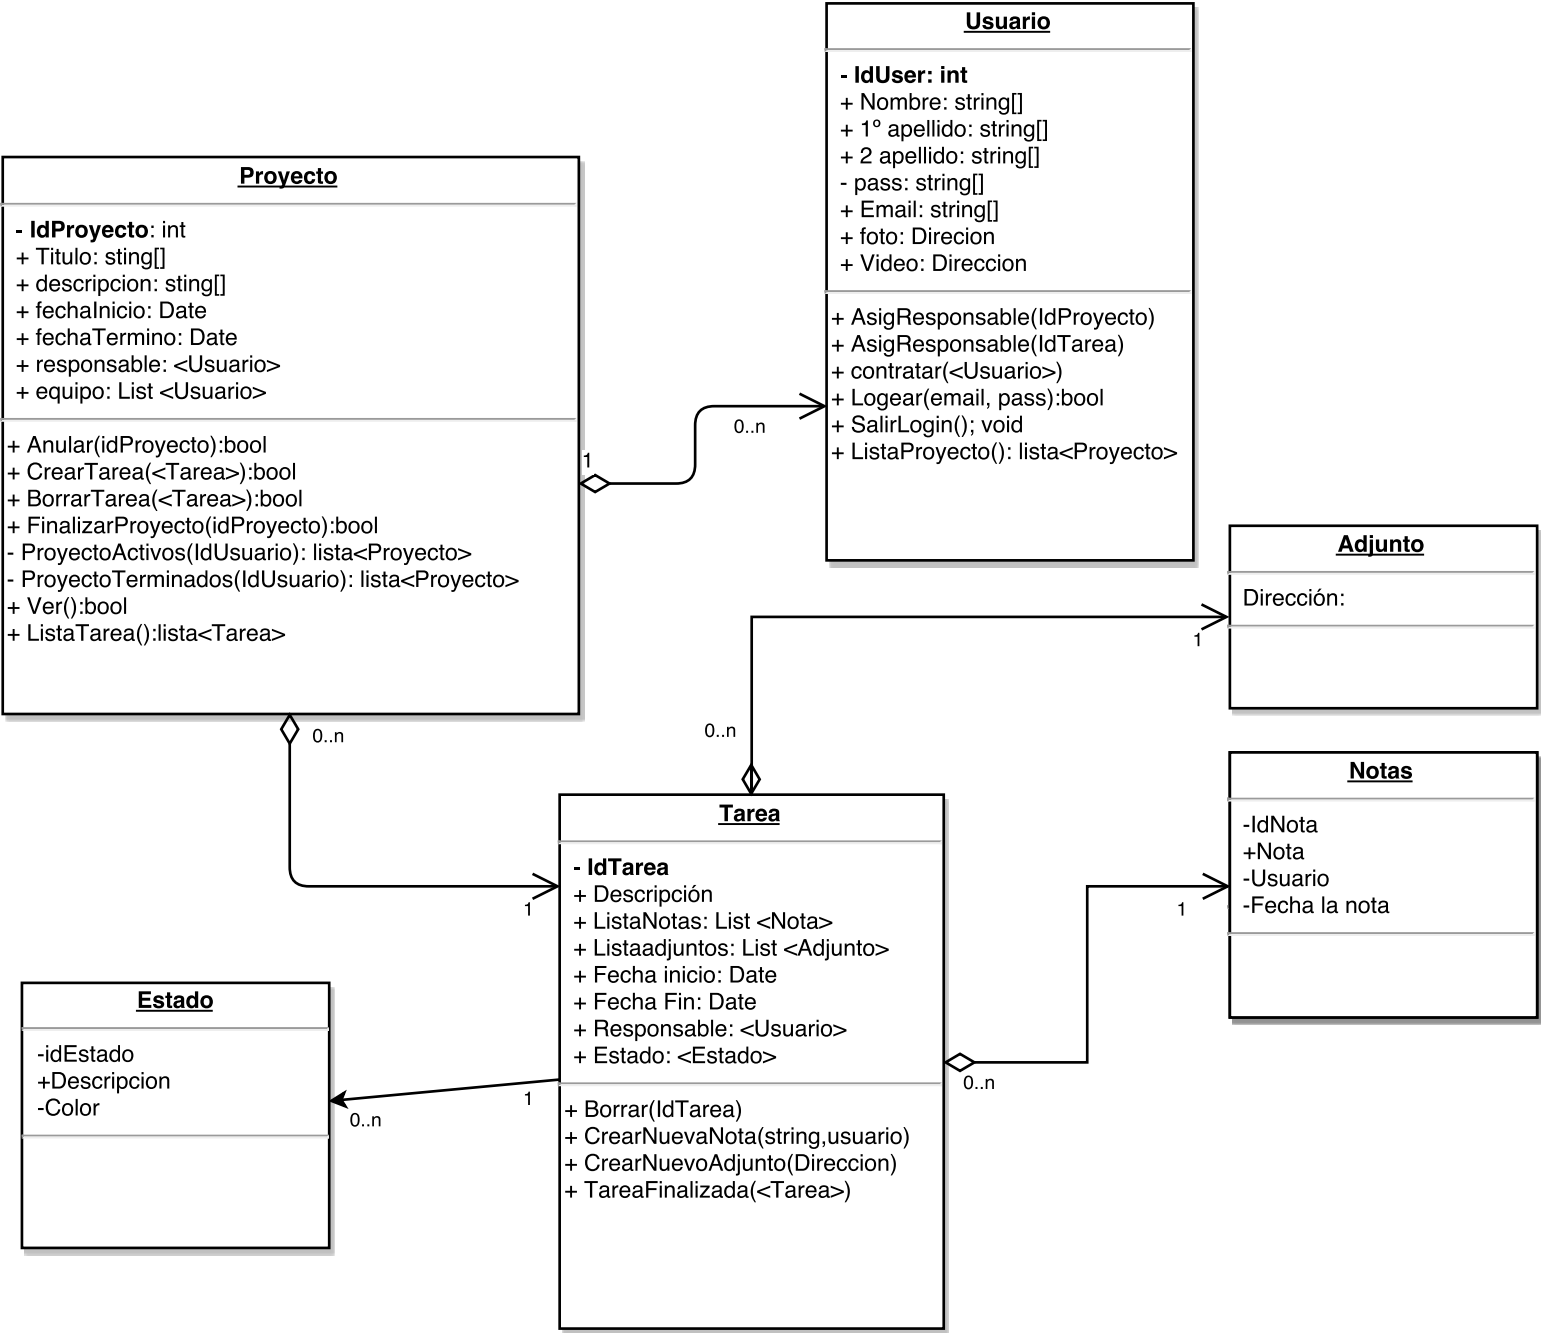 Usuario
- IdUser: int
+ Nombre: string[]
+ 1º apellido: string[]
+ 2 apellido: string[]
- pass: string[]
+ Email: string[]
+ foto: Direcion
+ Video: Direccion
+ AsigResponsable(IdProyecto)
+ AsigResponsable(IdTarea)
+ contratar(<Usuario>)
+ Logear(email, pass):bool
+ SalirLogin(); void
+ ListaProyecto(): lista<Proyecto>
Proyecto
- IdProyecto: int
+ Titulo: sting[]
+ descripcion: sting[]
+ fechaInicio: Date
+ fechaTermino: Date
+ responsable: <Usuario>
+ equipo: List <Usuario>
+ Anular(idProyecto):bool
+ CrearTarea(<Tarea>):bool
+ BorrarTarea(<Tarea>):bool
+ FinalizarProyecto(idProyecto):bool
- ProyectoActivos(IdUsuario): lista<Proyecto>
- ProyectoTerminados(IdUsuario): lista<Proyecto>
+ Ver():bool
+ ListaTarea():lista<Tarea>
1
0..n
Adjunto
Dirección:
1
0..n
0..n
1
Notas
-IdNota
+Nota
-Usuario
-Fecha la nota
1
0..n
Tarea
- IdTarea
+ Descripción
+ ListaNotas: List <Nota>
+ Listaadjuntos: List <Adjunto>
+ Fecha inicio: Date
+ Fecha Fin: Date
+ Responsable: <Usuario>
+ Estado: <Estado>
+ Borrar(IdTarea)
+ CrearNuevaNota(string,usuario)
+ CrearNuevoAdjunto(Direccion)
+ TareaFinalizada(<Tarea>)
1
0..n
Estado
-idEstado
+Descripcion
-Color